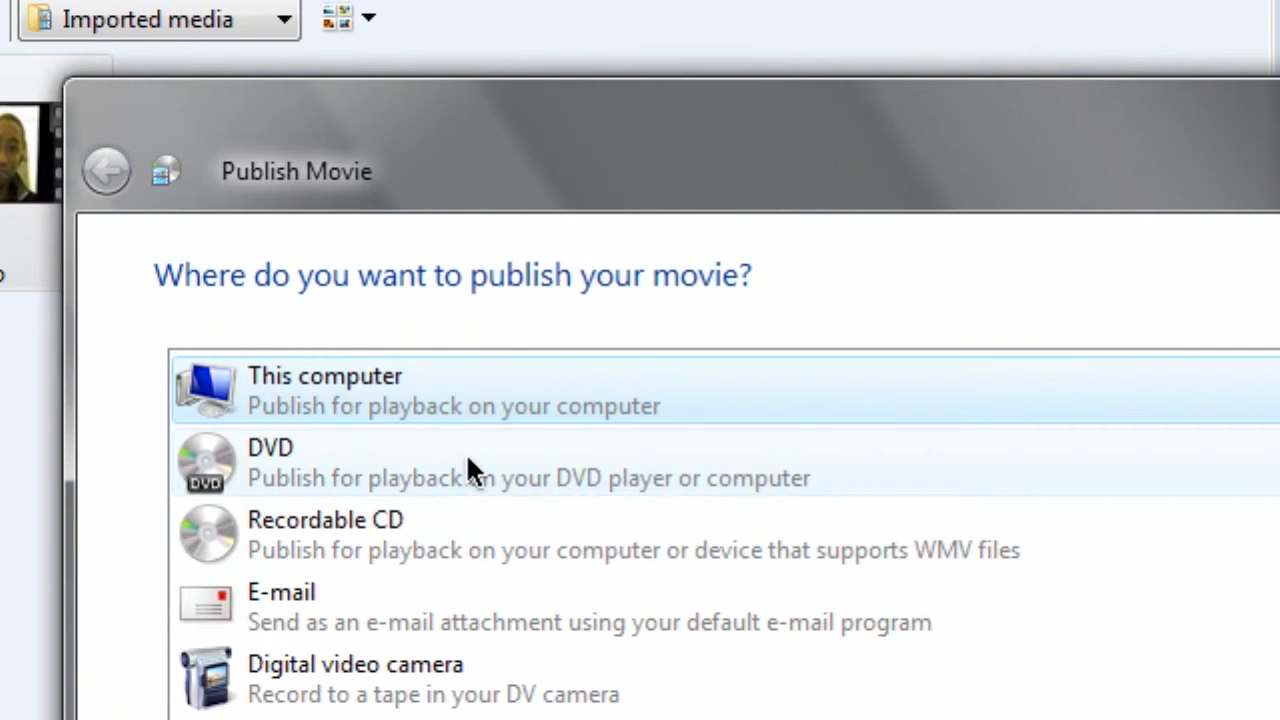 Imported media
Publish Movie
Where do you want to publish your movie?
This computer
Publish for playback on your computer
DVD
Publish for playback on your DVD player or computer
DVD
Recordable CD
Publish for playback on your computer or device that supports WMV files
E-mail
Send as an e-mail attachment using your default e-mail program
Digital video camera
Record to a tape in your DV camera